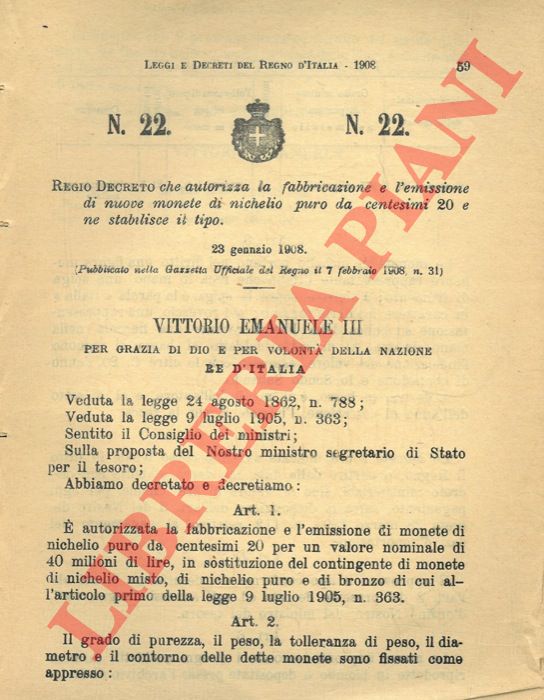 LEGGI E DECRETI DEL REGNO D'ITALIA - 1908 59
N. 22. N. 22.
REGIO DECRETO che autorizza la fabbricazione e l'emissione
di nuove monete di nichelio puro da centesimi 20 e
ne stabilisce il tipo.
23 gennaio 1908.
(Pubblicato nella Gazzetta Ufficiale del Regno il 7 febbraio 1908, n. 31)
VITTORIO EMANUELE III
PER GRAZIA DI DIO E PER VOLONTÀ DELLA NAZIONE
RE D'ITALIA
Veduta la legge 24 agosto 1862, n. 788;
Veduta la legge 9 luglio 1905, n. 363;
Sentito il Consiglio dei ministri;
Sulla proposta del Nostro ministro segretario di Stato
per il tesoro;
Abbiamo decretato e decretiamo:
Art. 1.
È autorizzata la fabbricazione e l'emissione di monete di
nichelio puro da centesimi 20 per un valore nominale di
40 milioni di lire, in sostituzione del contingente di monete
di nichelio misto, di nichelio puro e di bronzo di cui al-
l'articolo primo della legge 9 luglio 1905, n. 363.
Art. 2.
Il grado di purezza, il peso, la tolleranza di peso, il dia-
metro e il contorno delle dette monete sono fissati come
appresso:
LIBRERIA PIANI